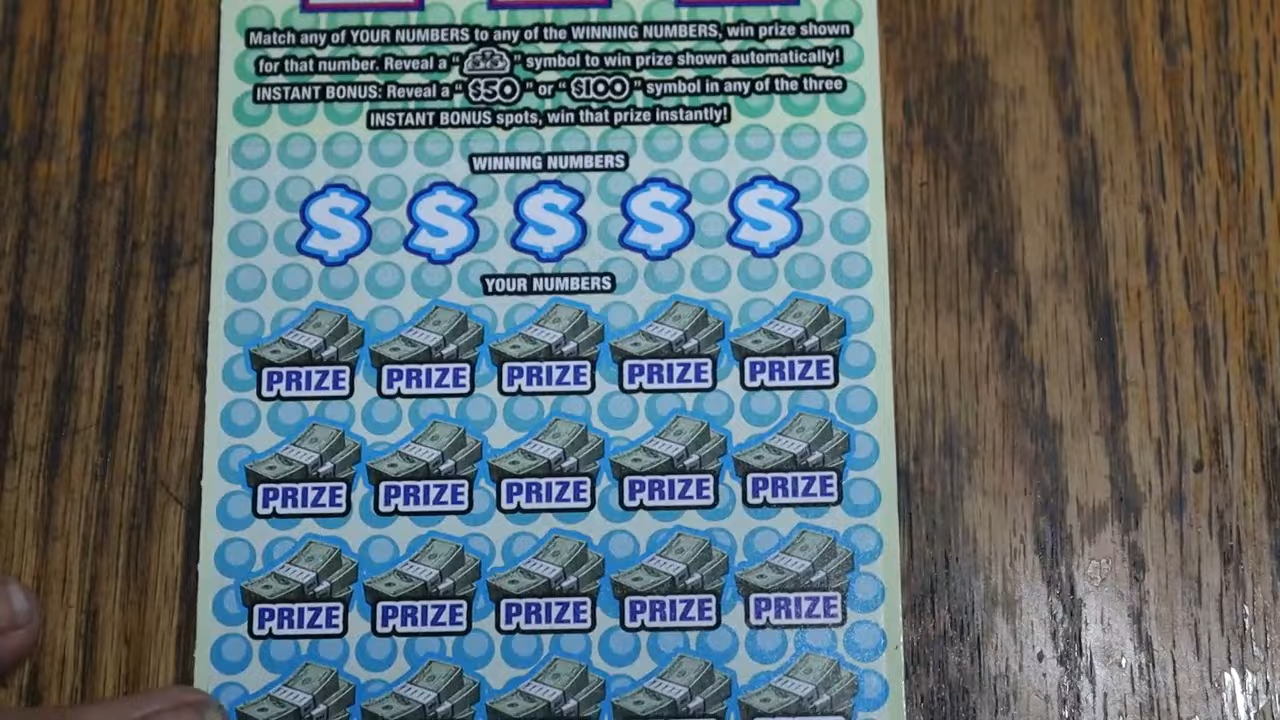 Match any of YOUR NUMBERS to any of the WINNING NUMBERS, win prize shown
for that number. Reveal a " " symbol to win prize shown automatically!
INSTANT BONUS: Reveal a "$50" or "$100" symbol in any of the three
INSTANT BONUS spots, win that prize instantly!
WINNING NUMBERS
$ $ $ $ $
YOUR NUMBERS
PRIZE PRIZE PRIZE PRIZE PRIZE
PRIZE PRIZE PRIZE PRIZE PRIZE
PRIZE PRIZE PRIZE PRIZE PRIZE